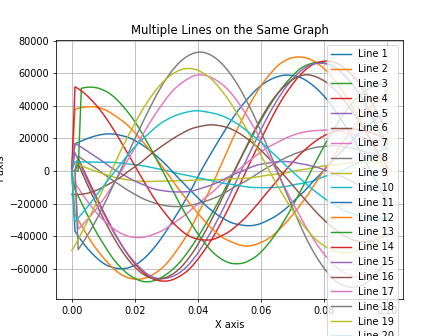 Multiple Lines on the Same Graph
80000
60000
40000
20000
0
−20000
−40000
−60000
0.00
0.02
0.04
0.06
X axis
Line 1
Line 2
Line 3
Line 4
Line 5
Line 6
Line 7
Line 8
Line 9
Line 10
Line 11
Line 12
Line 13
Line 14
Line 15
Line 16
Line 17
Line 18
Line 19
Line 20